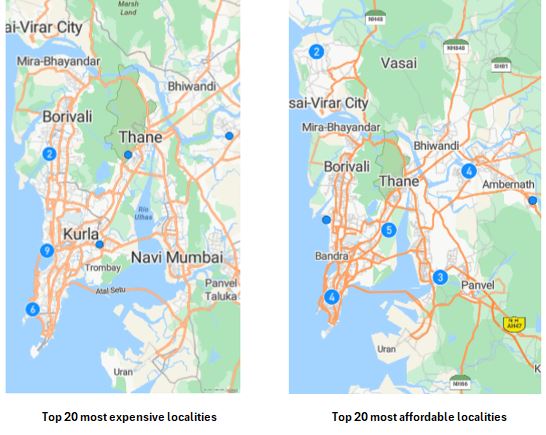 Marsh
Land
ai-Virar City
Mira-Bhayandar
Bhiwandi
Borivali
Thane
2
Rio
Ulhas
Kurla
9
Navi Mumbai
Trombay
Panvel
Taluka
Atal Setu
6
Uran
Top 20 most expensive localities
NH48
2
NH848
Vasai
SH81
sai-Virar City
Mira-Bhayandar
Bhiwandi
Borivali
4
Thane
Ambernath
5
Bandra
3
Panvel
4
N H
AH47
Uran
K
NH66
Top 20 most affordable localities